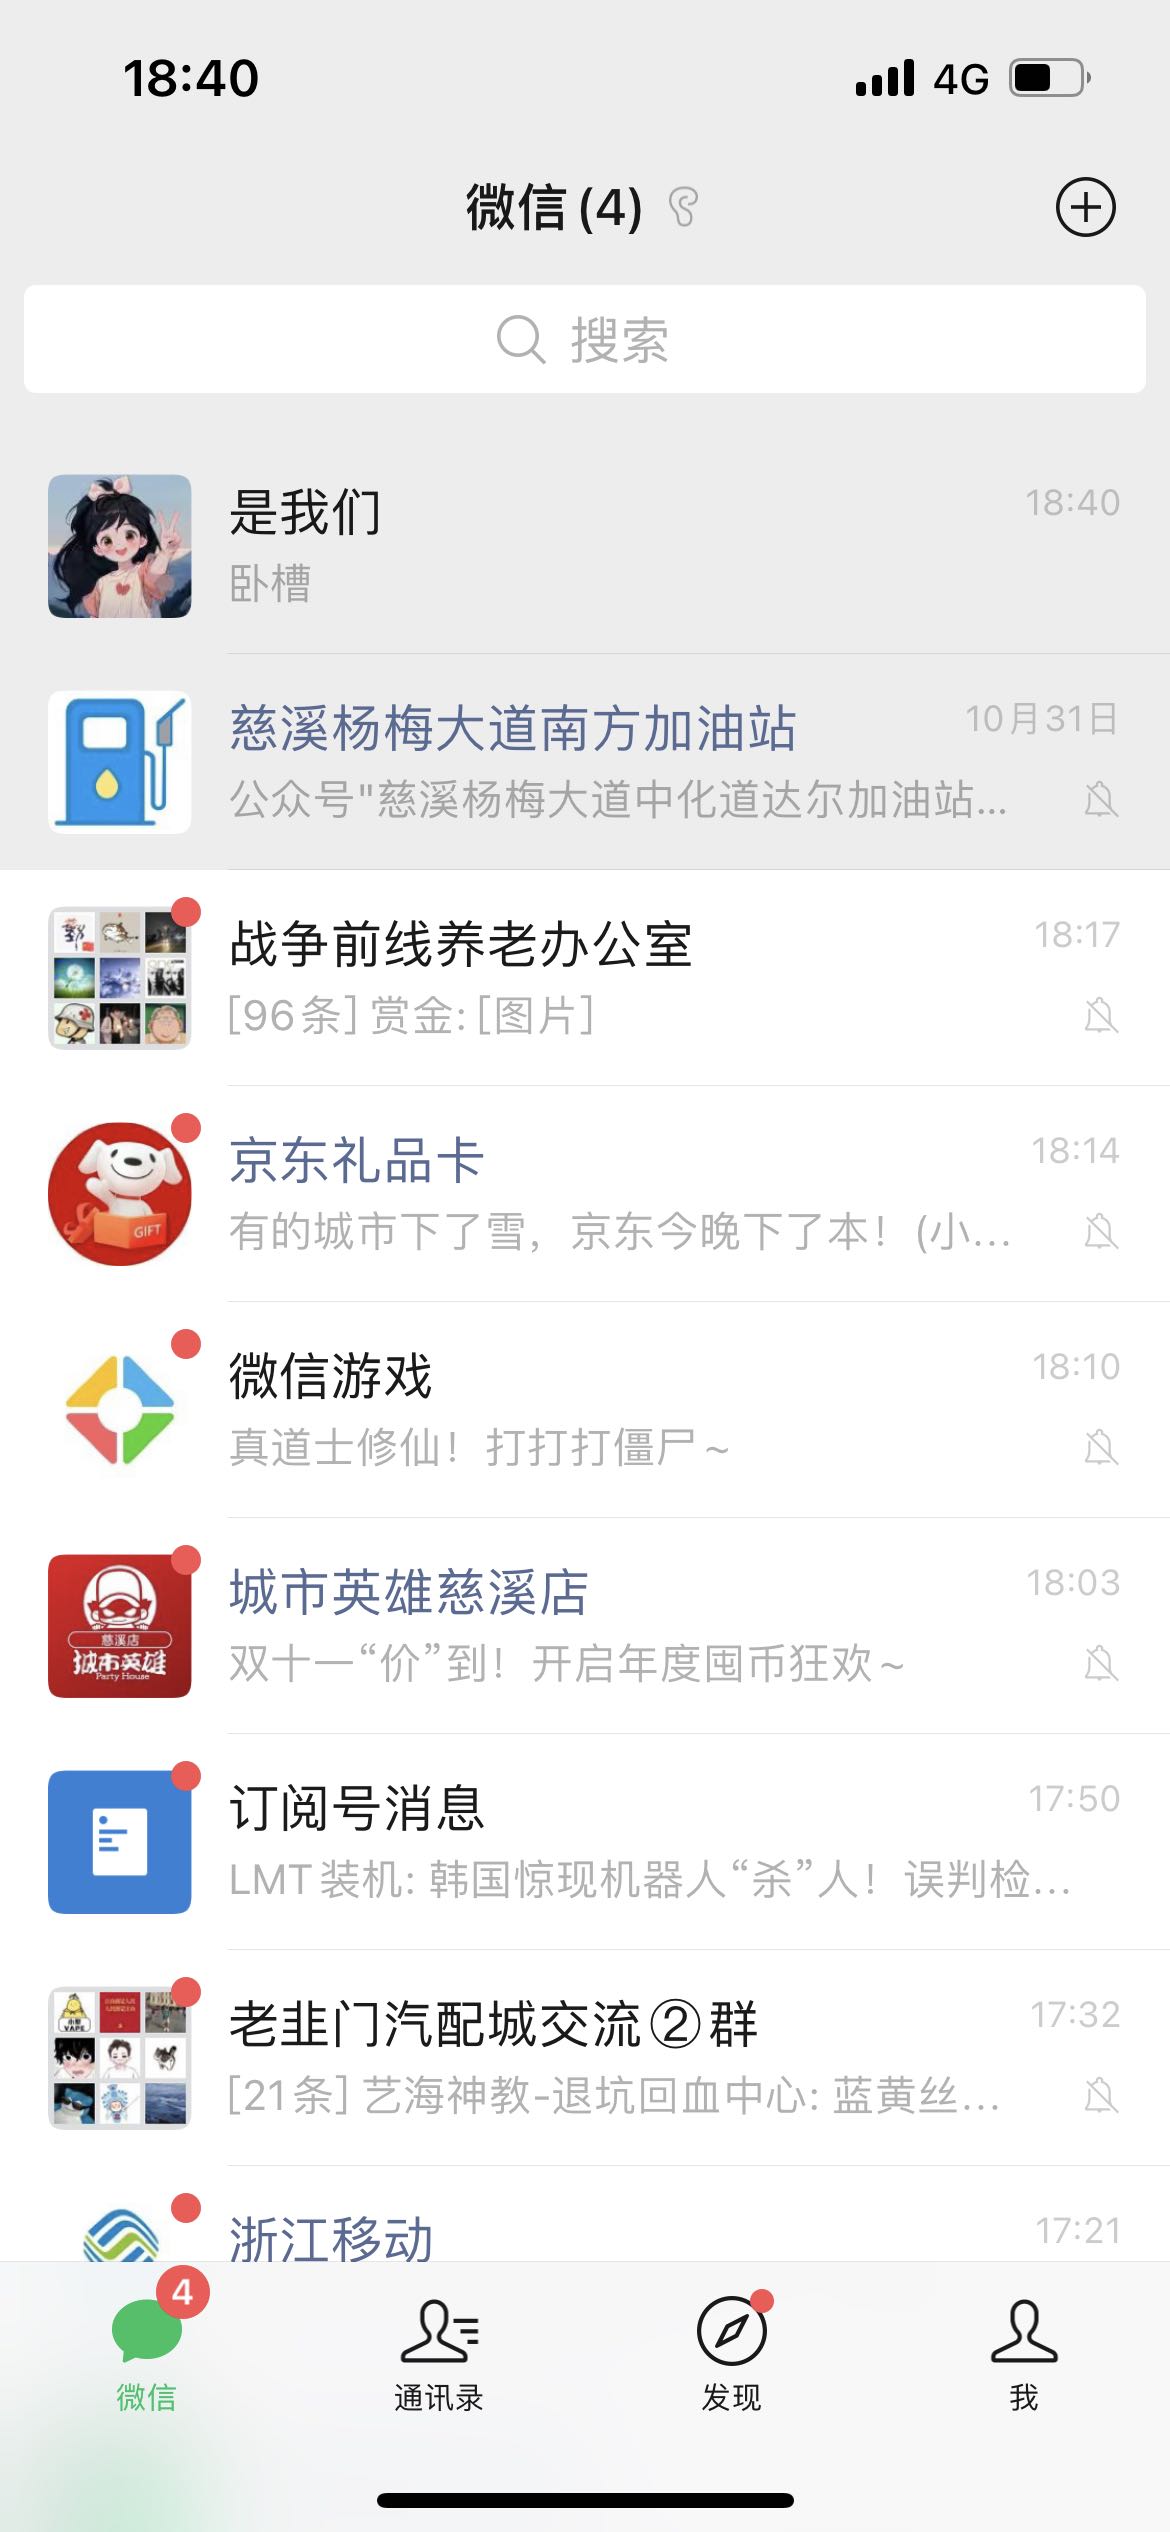 18:40
4G
微信(4)
搜索
是我们
18:40
卧槽
慈溪杨梅大道南方加油站
10月31日
公众号"慈溪杨梅大道中化道达尔加油站...
战争前线养老办公室
18:17
[96条] 赏金: [图片]
GIFT
京东礼品卡
18:14
有的城市下了雪，京东今晚下了本！(小...
微信游戏
18:10
真道士修仙！打打打僵尸~
慈溪店
城市英雄
Party House
城市英雄慈溪店
18:03
双十一“价”到！开启年度囤币狂欢~
订阅号消息
17:50
LMT装机: 韩国惊现机器人“杀”人！误判检...
VAPE
老韭门汽配城交流②群
17:32
[21条] 艺海神教-退坑回血中心: 蓝黄丝...
浙江移动
17:21
4
微信
通讯录
发现
我